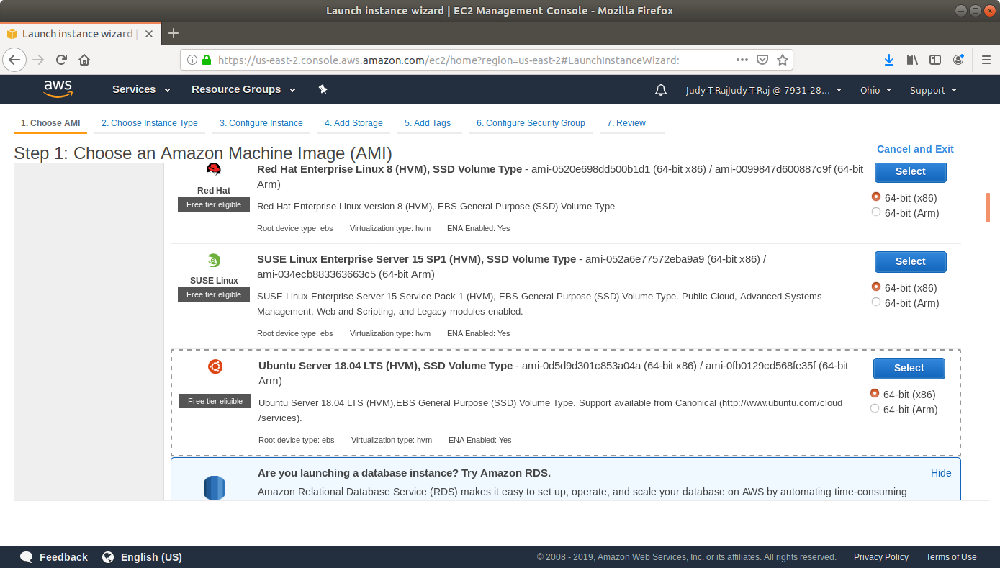 Launch instance wizard | EC2 Management Console - Mozilla Firefox
Launch instance wizard |
https://us-east-2.console.aws.amazon.com/ec2/home?region=us-east-2#LaunchInstanceWizard:
aws Services Resource Groups Judy-T-RajJudy-T-Raj @ 7931-28... Ohio Support
1. Choose AMI 2. Choose Instance Type 3. Configure Instance 4. Add Storage 5. Add Tags 6. Configure Security Group 7. Review
Step 1: Choose an Amazon Machine Image (AMI)
Cancel and Exit
Red Hat
Free tier eligible
Red Hat Enterprise Linux 8 (HVM), SSD Volume Type - ami-0520e698dd500b1d1 (64-bit x86) / ami-0099847d600887c9f (64-bit
Arm)
Red Hat Enterprise Linux version 8 (HVM), EBS General Purpose (SSD) Volume Type
Root device type: ebs Virtualization type: hvm ENA Enabled: Yes
Select
64-bit (x86)
64-bit (Arm)
SUSE Linux
Free tier eligible
SUSE Linux Enterprise Server 15 SP1 (HVM), SSD Volume Type - ami-052a6e77572eba9a9 (64-bit x86) /
ami-034ecb883363663c5 (64-bit Arm)
SUSE Linux Enterprise Server 15 Service Pack 1 (HVM), EBS General Purpose (SSD) Volume Type. Public Cloud, Advanced Systems
Management, Web and Scripting, and Legacy modules enabled.
Root device type: ebs Virtualization type: hvm ENA Enabled: Yes
Select
64-bit (x86)
64-bit (Arm)
Free tier eligible
Ubuntu Server 18.04 LTS (HVM), SSD Volume Type - ami-0d5d9d301c853a04a (64-bit x86) / ami-0fb0129cd568fe35f (64-bit
Arm)
Ubuntu Server 18.04 LTS (HVM),EBS General Purpose (SSD) Volume Type. Support available from Canonical (http://www.ubuntu.com/cloud
/services).
Root device type: ebs Virtualization type: hvm ENA Enabled: Yes
Select
64-bit (x86)
64-bit (Arm)
Are you launching a database instance? Try Amazon RDS.
Hide
Amazon Relational Database Service (RDS) makes it easy to set up, operate, and scale your database on AWS by automating time-consuming
Feedback English (US) © 2008 - 2019, Amazon Web Services, Inc. or its affiliates. All rights reserved. Privacy Policy Terms of Use